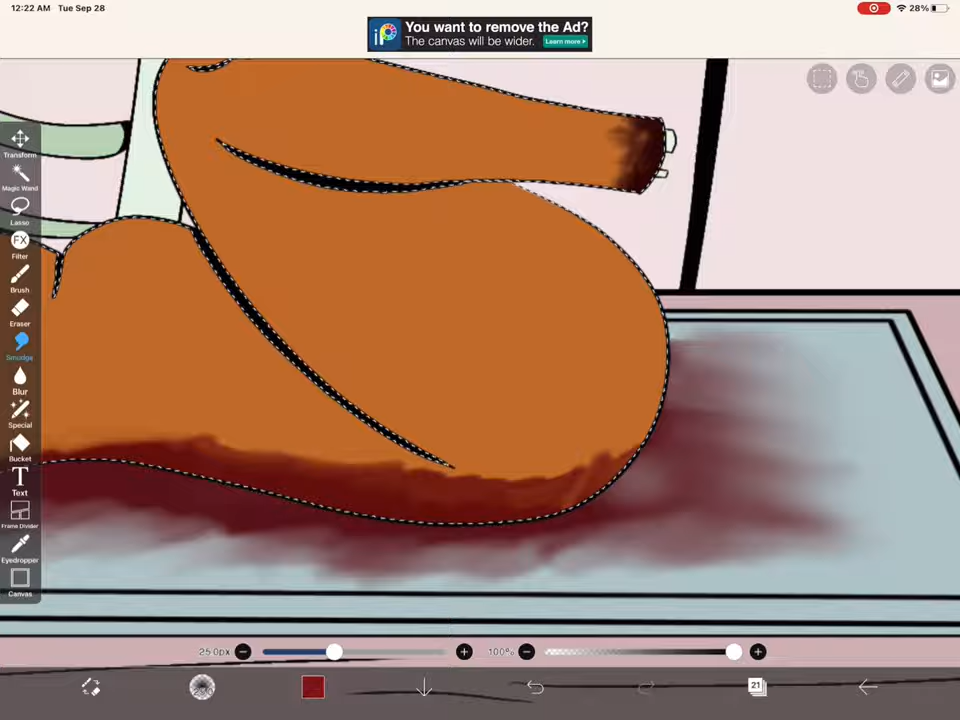 12:22 AM Tue Sep 28
28%
You want to remove the Ad?
The canvas will be wider.
Learn more >
iP
Transform
Magic Wand
Lasso
FX
Filter
Brush
Eraser
Smudge
Blur
Special
Bucket
T
Text
Frame Divider
Eyedropper
Canvas
25.0px
100%
21